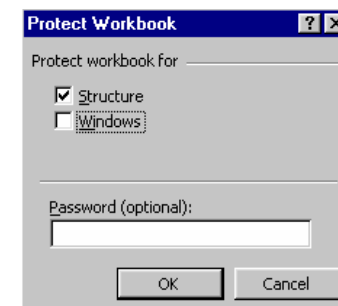 Protect Workbook
Protect workbook for
Structure
Windows
Password (optional):
OK
Cancel